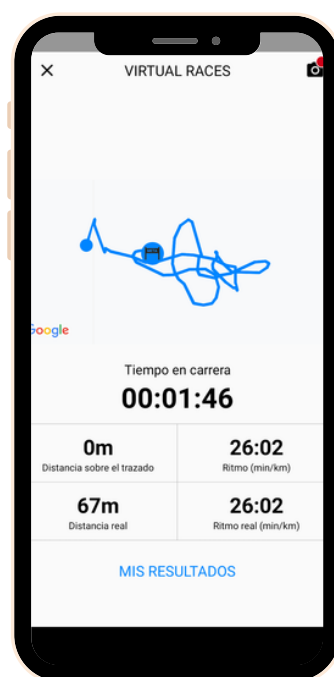 VIRTUAL RACES
Google
Tiempo en carrera
00:01:46
0m
Distancia sobre el trazado
26:02
Ritmo (min/km)
67m
Distancia real
26:02
Ritmo real (min/km)
MIS RESULTADOS